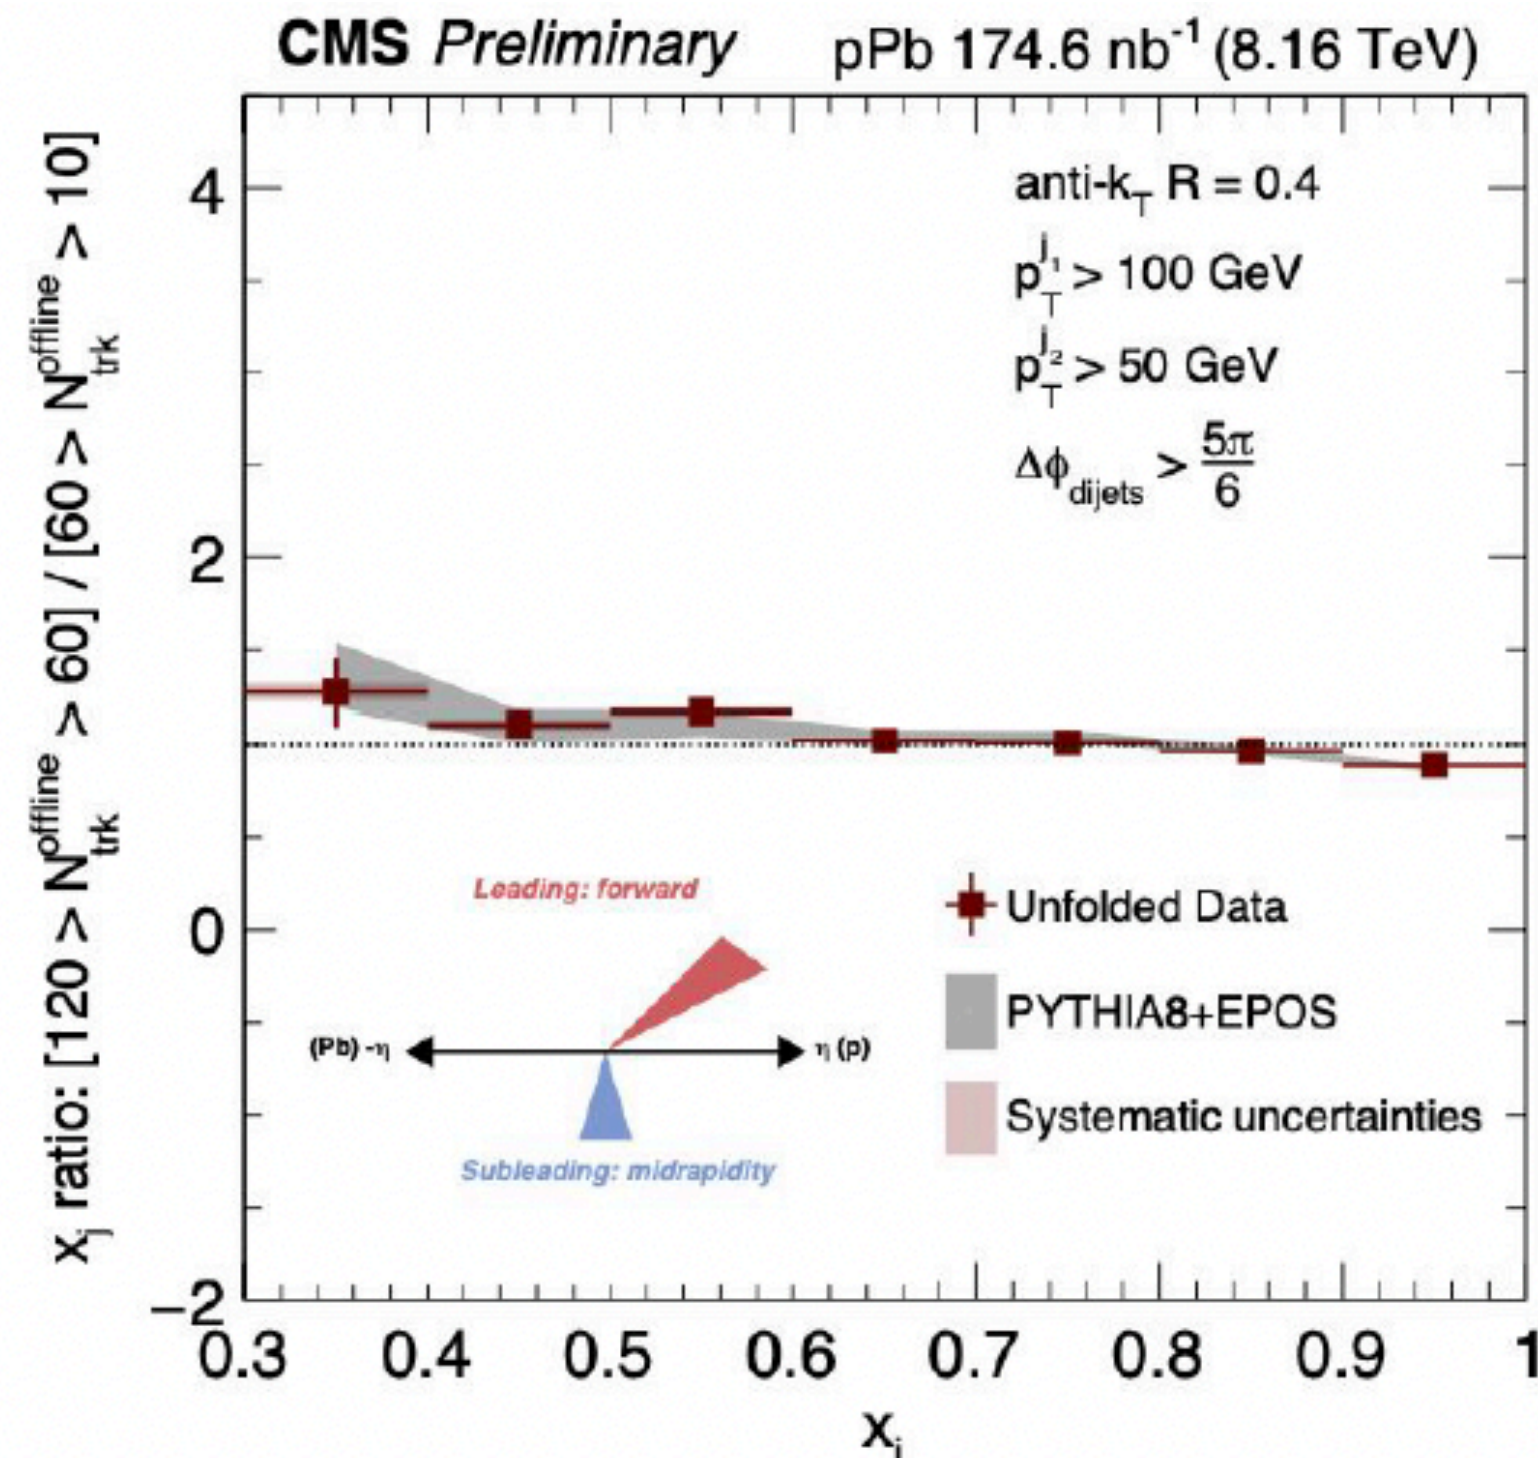 CMS Preliminary pPb 174.6 nb⁻¹ (8.16 TeV)
x_j ratio: [120 > N_trk^offline > 60] / [60 > N_trk^offline > 10]
4
2
0
−2
anti-k_T R = 0.4
p_T^j₁ > 100 GeV
p_T^j₂ > 50 GeV
Δϕ_dijets > 5π/6
Leading: forward
(Pb) -η
η (p)
Subleading: midrapidity
Unfolded Data
PYTHIA8+EPOS
Systematic uncertainties
0.3 0.4 0.5 0.6 0.7 0.8 0.9 1
x_j